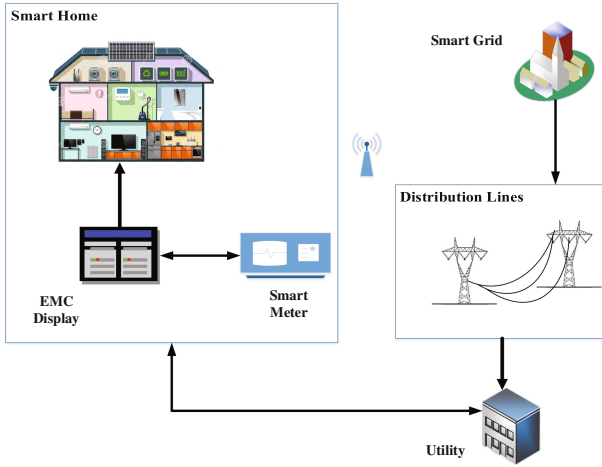 Smart Home
Smart Grid
Distribution Lines
EMC
Display
Smart
Meter
Utility